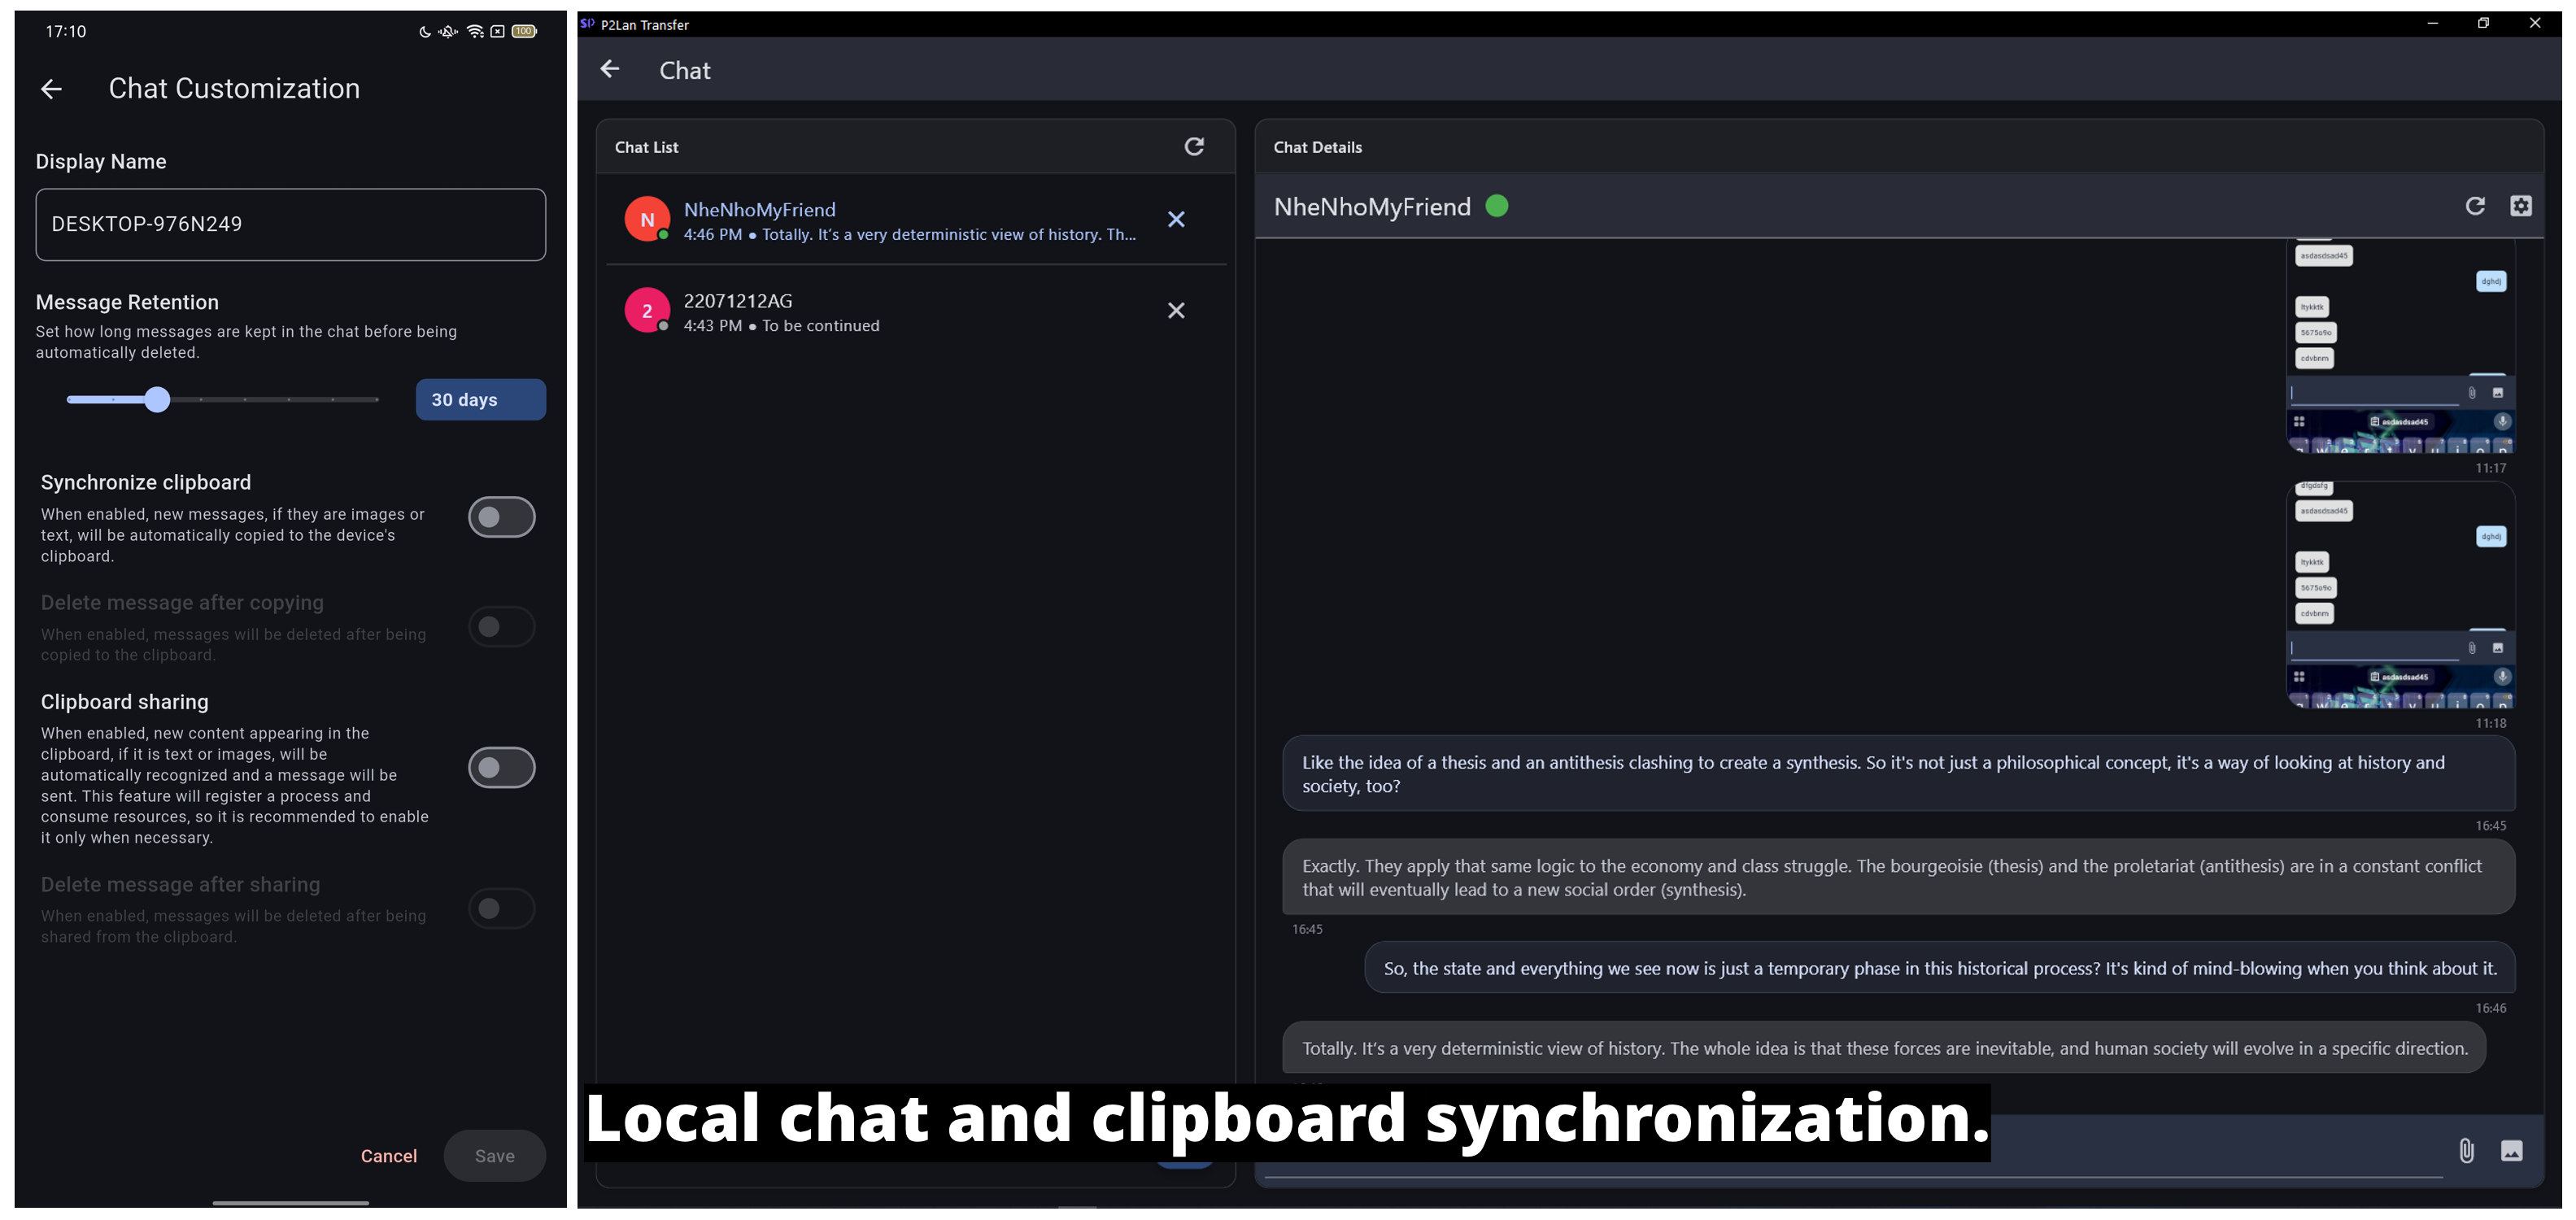 17:10
100
Chat Customization
Display Name
DESKTOP-976N249
Message Retention
Set how long messages are kept in the chat before being
automatically deleted.
30 days
Synchronize clipboard
When enabled, new messages, if they are images or
text, will be automatically copied to the device's
clipboard.
Delete message after copying
When enabled, messages will be deleted after being
copied to the clipboard.
Clipboard sharing
When enabled, new content appearing in the
clipboard, if it is text or images, will be
automatically recognized and a message will be
sent. This feature will register a process and
consume resources, so it is recommended to enable
it only when necessary.
Delete message after sharing
When enabled, messages will be deleted after being
shared from the clipboard.
Cancel
Save
P2Lan Transfer
Chat
Chat List
N
NheNhoMyFriend
4:46 PM ● Totally. It's a very deterministic view of history. Th...
2
22071212AG
4:43 PM ● To be continued
Chat Details
NheNhoMyFriend
asdasdsad45
dghdj
ltykktk
5675o9o
cdvbnm
asdasdsad45
11:17
dfgdsfg
asdasdsad45
dghdj
ltykktk
5675o9o
cdvbnm
asdasdsad45
11:18
Like the idea of a thesis and an antithesis clashing to create a synthesis. So it's not just a philosophical concept, it's a way of looking at history and
society, too?
16:45
Exactly. They apply that same logic to the economy and class struggle. The bourgeoisie (thesis) and the proletariat (antithesis) are in a constant conflict
that will eventually lead to a new social order (synthesis).
16:45
So, the state and everything we see now is just a temporary phase in this historical process? It's kind of mind-blowing when you think about it.
16:46
Totally. It's a very deterministic view of history. The whole idea is that these forces are inevitable, and human society will evolve in a specific direction.
Local chat and clipboard synchronization.